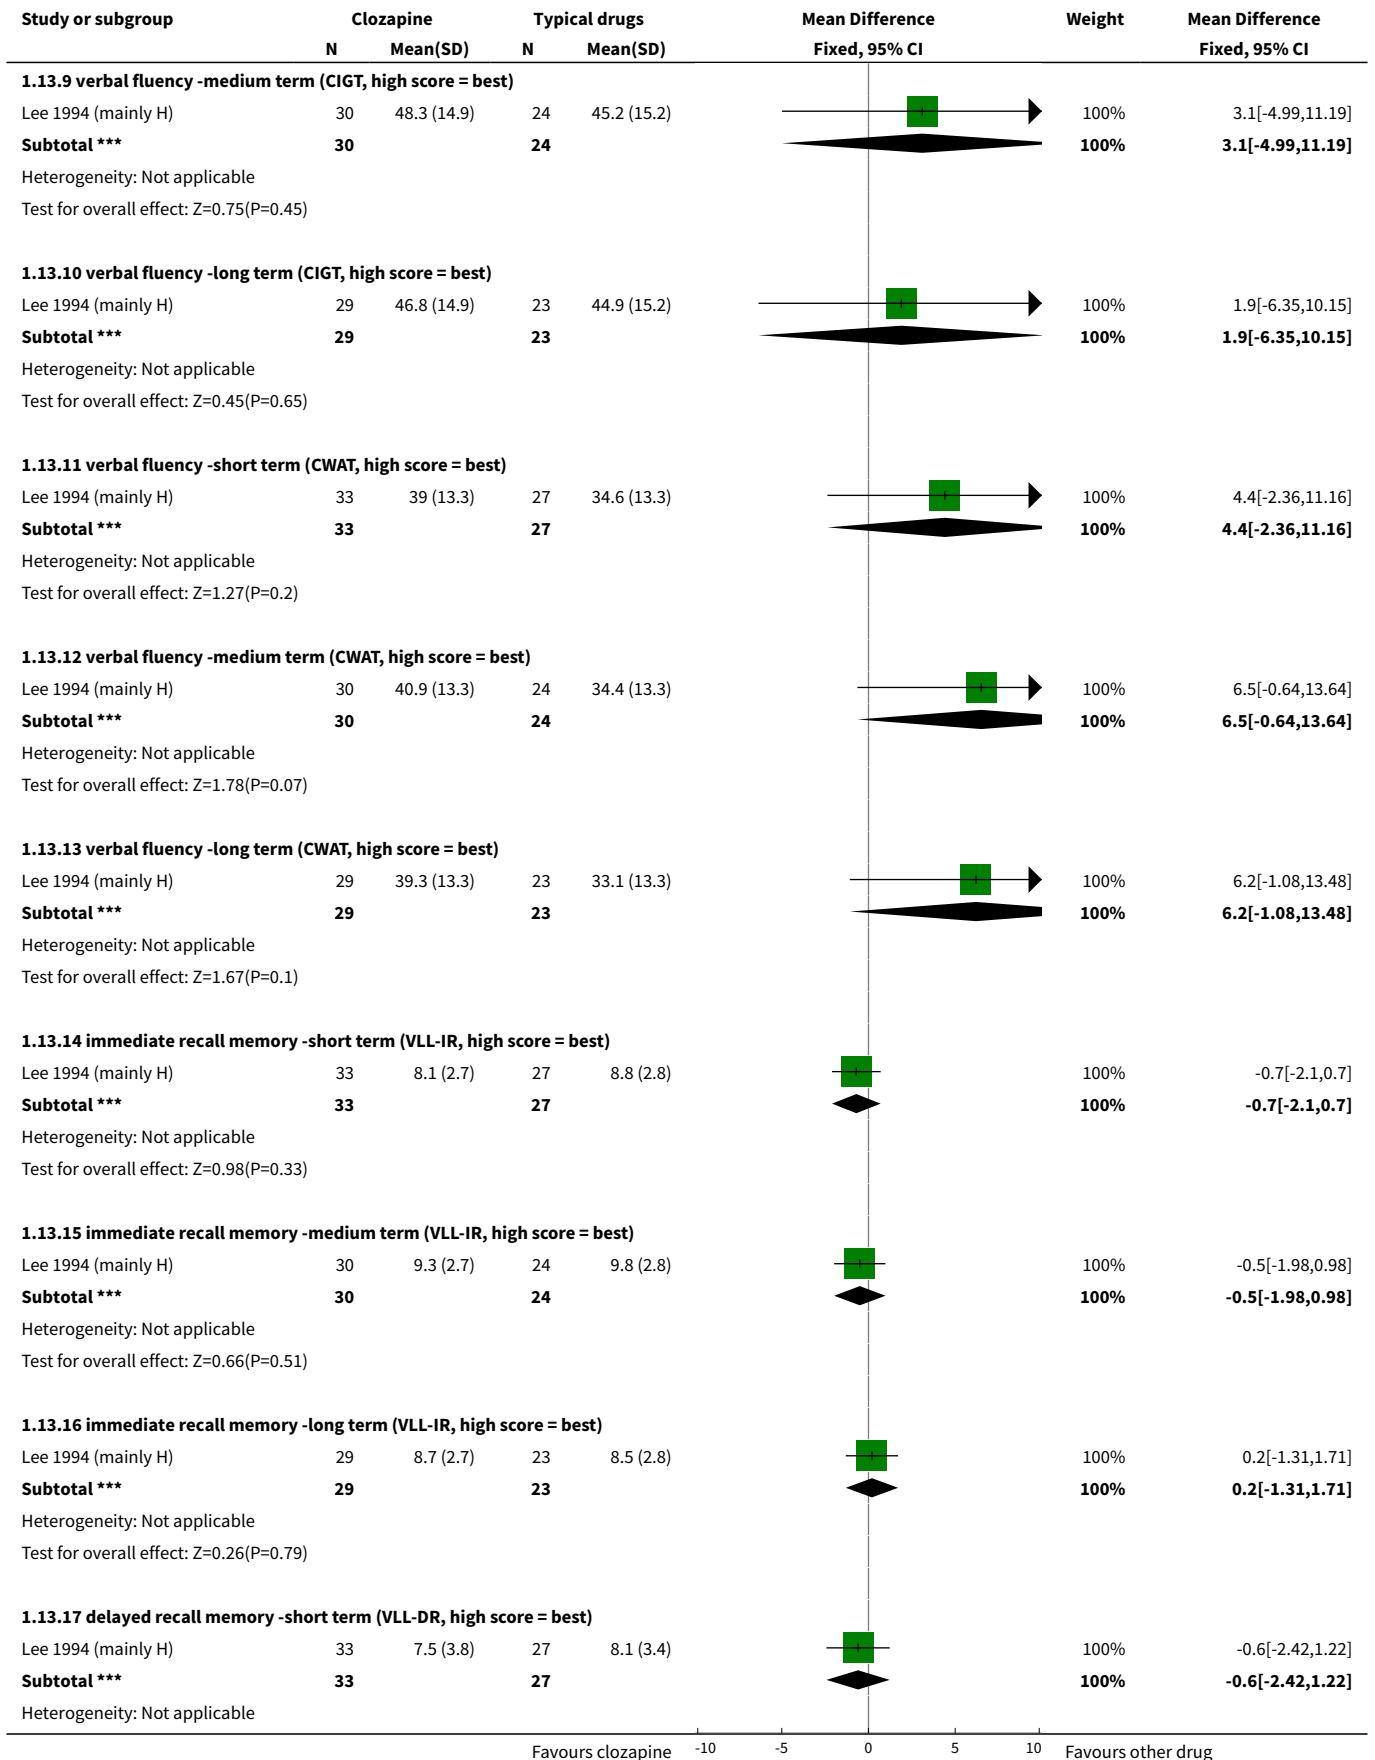 Study or subgroup Clozapine Typical drugs Mean Difference Weight Mean Difference
N Mean(SD) N Mean(SD) Fixed, 95% CI Fixed, 95% CI
1.13.9 verbal fluency -medium term (CIGT, high score = best)
Lee 1994 (mainly H) 30 48.3 (14.9) 24 45.2 (15.2) 100% 3.1[-4.99,11.19]
Subtotal *** 30 24 100% 3.1[-4.99,11.19]
Heterogeneity: Not applicable
Test for overall effect: Z=0.75(P=0.45)
1.13.10 verbal fluency -long term (CIGT, high score = best)
Lee 1994 (mainly H) 29 46.8 (14.9) 23 44.9 (15.2) 100% 1.9[-6.35,10.15]
Subtotal *** 29 23 100% 1.9[-6.35,10.15]
Heterogeneity: Not applicable
Test for overall effect: Z=0.45(P=0.65)
1.13.11 verbal fluency -short term (CWAT, high score = best)
Lee 1994 (mainly H) 33 39 (13.3) 27 34.6 (13.3) 100% 4.4[-2.36,11.16]
Subtotal *** 33 27 100% 4.4[-2.36,11.16]
Heterogeneity: Not applicable
Test for overall effect: Z=1.27(P=0.2)
1.13.12 verbal fluency -medium term (CWAT, high score = best)
Lee 1994 (mainly H) 30 40.9 (13.3) 24 34.4 (13.3) 100% 6.5[-0.64,13.64]
Subtotal *** 30 24 100% 6.5[-0.64,13.64]
Heterogeneity: Not applicable
Test for overall effect: Z=1.78(P=0.07)
1.13.13 verbal fluency -long term (CWAT, high score = best)
Lee 1994 (mainly H) 29 39.3 (13.3) 23 33.1 (13.3) 100% 6.2[-1.08,13.48]
Subtotal *** 29 23 100% 6.2[-1.08,13.48]
Heterogeneity: Not applicable
Test for overall effect: Z=1.67(P=0.1)
1.13.14 immediate recall memory -short term (VLL-IR, high score = best)
Lee 1994 (mainly H) 33 8.1 (2.7) 27 8.8 (2.8) 100% -0.7[-2.1,0.7]
Subtotal *** 33 27 100% -0.7[-2.1,0.7]
Heterogeneity: Not applicable
Test for overall effect: Z=0.98(P=0.33)
1.13.15 immediate recall memory -medium term (VLL-IR, high score = best)
Lee 1994 (mainly H) 30 9.3 (2.7) 24 9.8 (2.8) 100% -0.5[-1.98,0.98]
Subtotal *** 30 24 100% -0.5[-1.98,0.98]
Heterogeneity: Not applicable
Test for overall effect: Z=0.66(P=0.51)
1.13.16 immediate recall memory -long term (VLL-IR, high score = best)
Lee 1994 (mainly H) 29 8.7 (2.7) 23 8.5 (2.8) 100% 0.2[-1.31,1.71]
Subtotal *** 29 23 100% 0.2[-1.31,1.71]
Heterogeneity: Not applicable
Test for overall effect: Z=0.26(P=0.79)
1.13.17 delayed recall memory -short term (VLL-DR, high score = best)
Lee 1994 (mainly H) 33 7.5 (3.8) 27 8.1 (3.4) 100% -0.6[-2.42,1.22]
Subtotal *** 33 27 100% -0.6[-2.42,1.22]
Heterogeneity: Not applicable
Favours clozapine -10 -5 0 5 10 Favours other drug